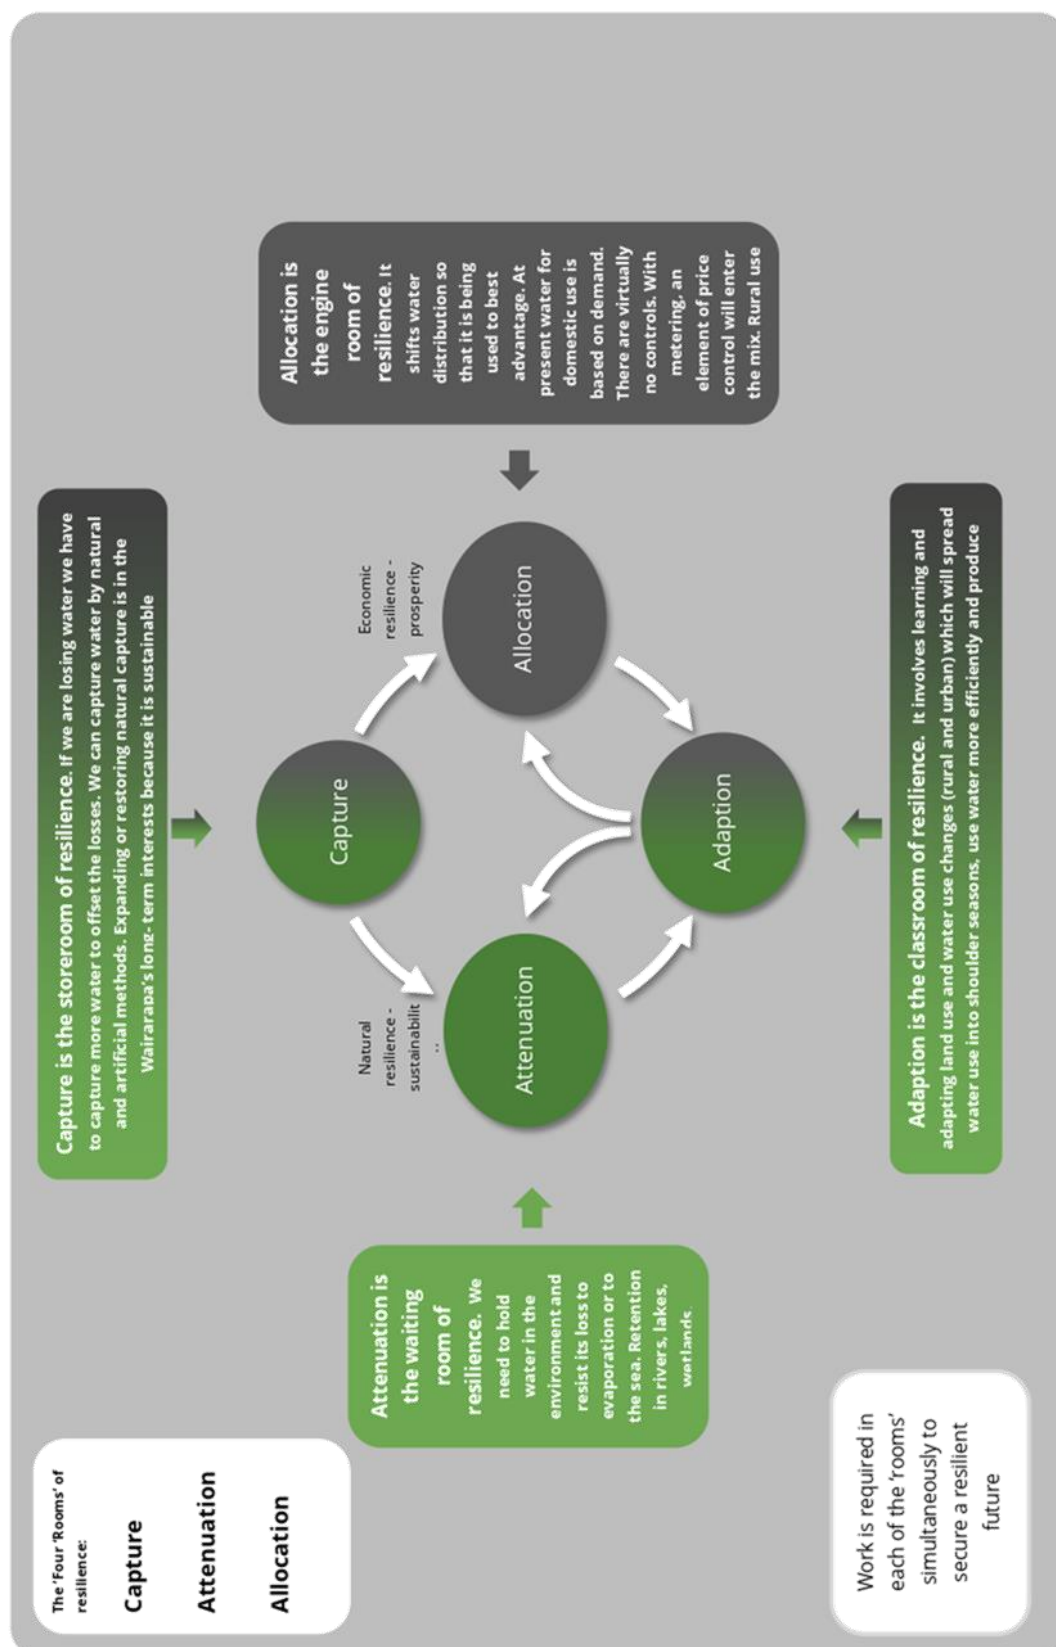 The 'Four 'Rooms' of
resilience:
Capture
Attenuation
Allocation
Capture is the storeroom of resilience. If we are losing water we have
to capture more water to offset the losses. We can capture water by natural
and artificial methods. Expanding or restoring natural capture is in the
Wairarapa's long-term interests because it is sustainable
Attenuation is
the waiting
room of
resilience. We
need to hold
water in the
environment and
resist its loss to
evaporation or to
the sea. Retention
in rivers, lakes,
wetlands.
Natural
resilience -
sustainabilit
Capture
Economic
resilience -
prosperity
Attenuation
Allocation
Adaption
Allocation is
the engine
room of
resilience. It
shifts water
distribution so
that it is being
used to best
advantage. At
present water for
domestic use is
based on demand.
There are virtually
no controls. With
metering, an
element of price
control will enter
the mix. Rural use
Work is required in
each of the 'rooms'
simultaneously to
secure a resilient
future
Adaption is the classroom of resilience. It involves learning and
adapting land use and water use changes (rural and urban) which will spread
water use into shoulder seasons, use water more efficiently and produce